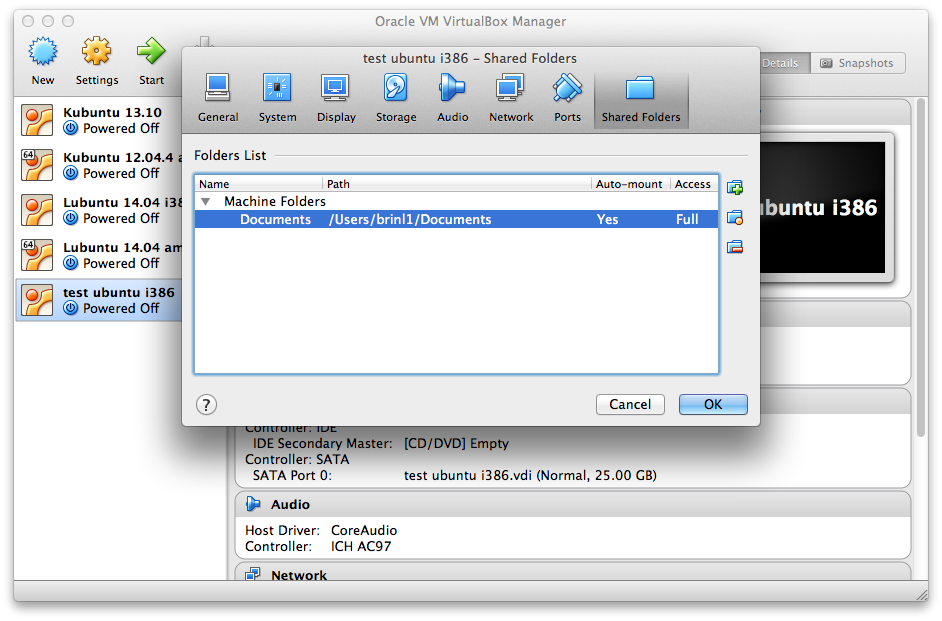 Oracle VM VirtualBox Manager
New
Settings
Start
Details
Snapshots
Kubuntu 13.10
Powered Off
64
Kubuntu 12.04.4
Powered Off
Lubuntu 14.04 i38
Powered Off
64
Lubuntu 14.04 am
Powered Off
test ubuntu i386
Powered Off
test ubuntu i386 – Shared Folders
General
System
Display
Storage
Audio
Network
Ports
Shared Folders
Folders List
Name Path Auto-mount Access
Machine Folders
Documents /Users/brinl1/Documents Yes Full
?
Cancel
OK
ubuntu i386
Controller: IDE
IDE Secondary Master: [CD/DVD] Empty
Controller: SATA
SATA Port 0: test ubuntu i386.vdi (Normal, 25.00 GB)
Audio
Host Driver: CoreAudio
Controller: ICH AC97
Network